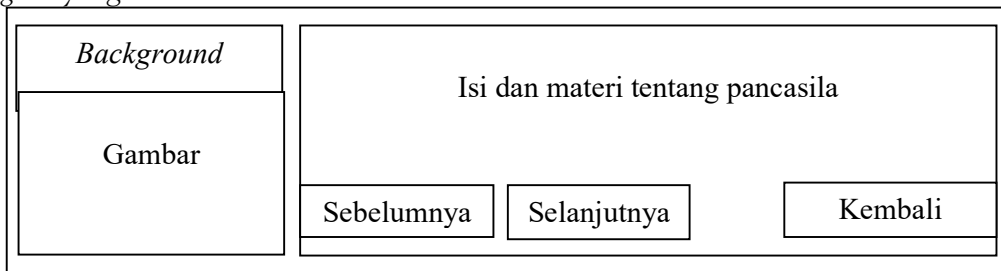 Background
Isi dan materi tentang pancasila
Gambar
Sebelumnya
Selanjutnya
Kembali